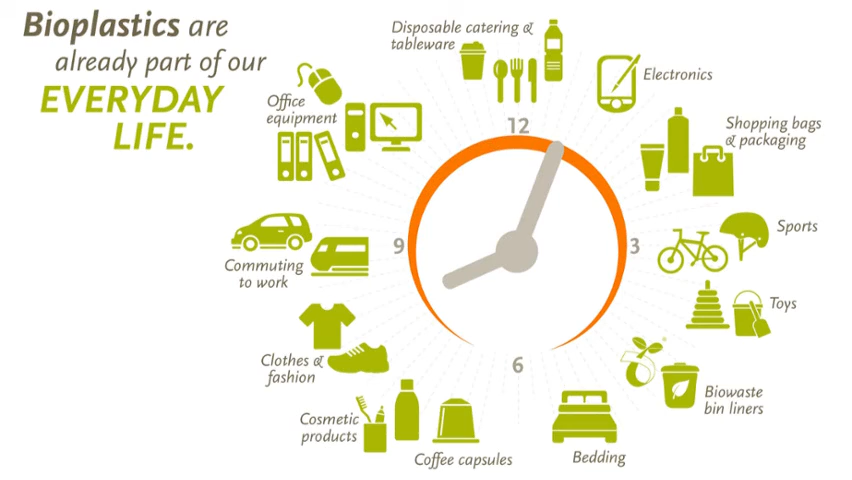 Bioplastics are
already part of our
EVERYDAY
LIFE.
Disposable catering &
tableware
Electronics
Office
equipment
Shopping bags
& packaging
12
Sports
9
3
Commuting
to work
Toys
Clothes &
fashion
6
Biowaste
bin liners
Cosmetic
products
Coffee capsules
Bedding